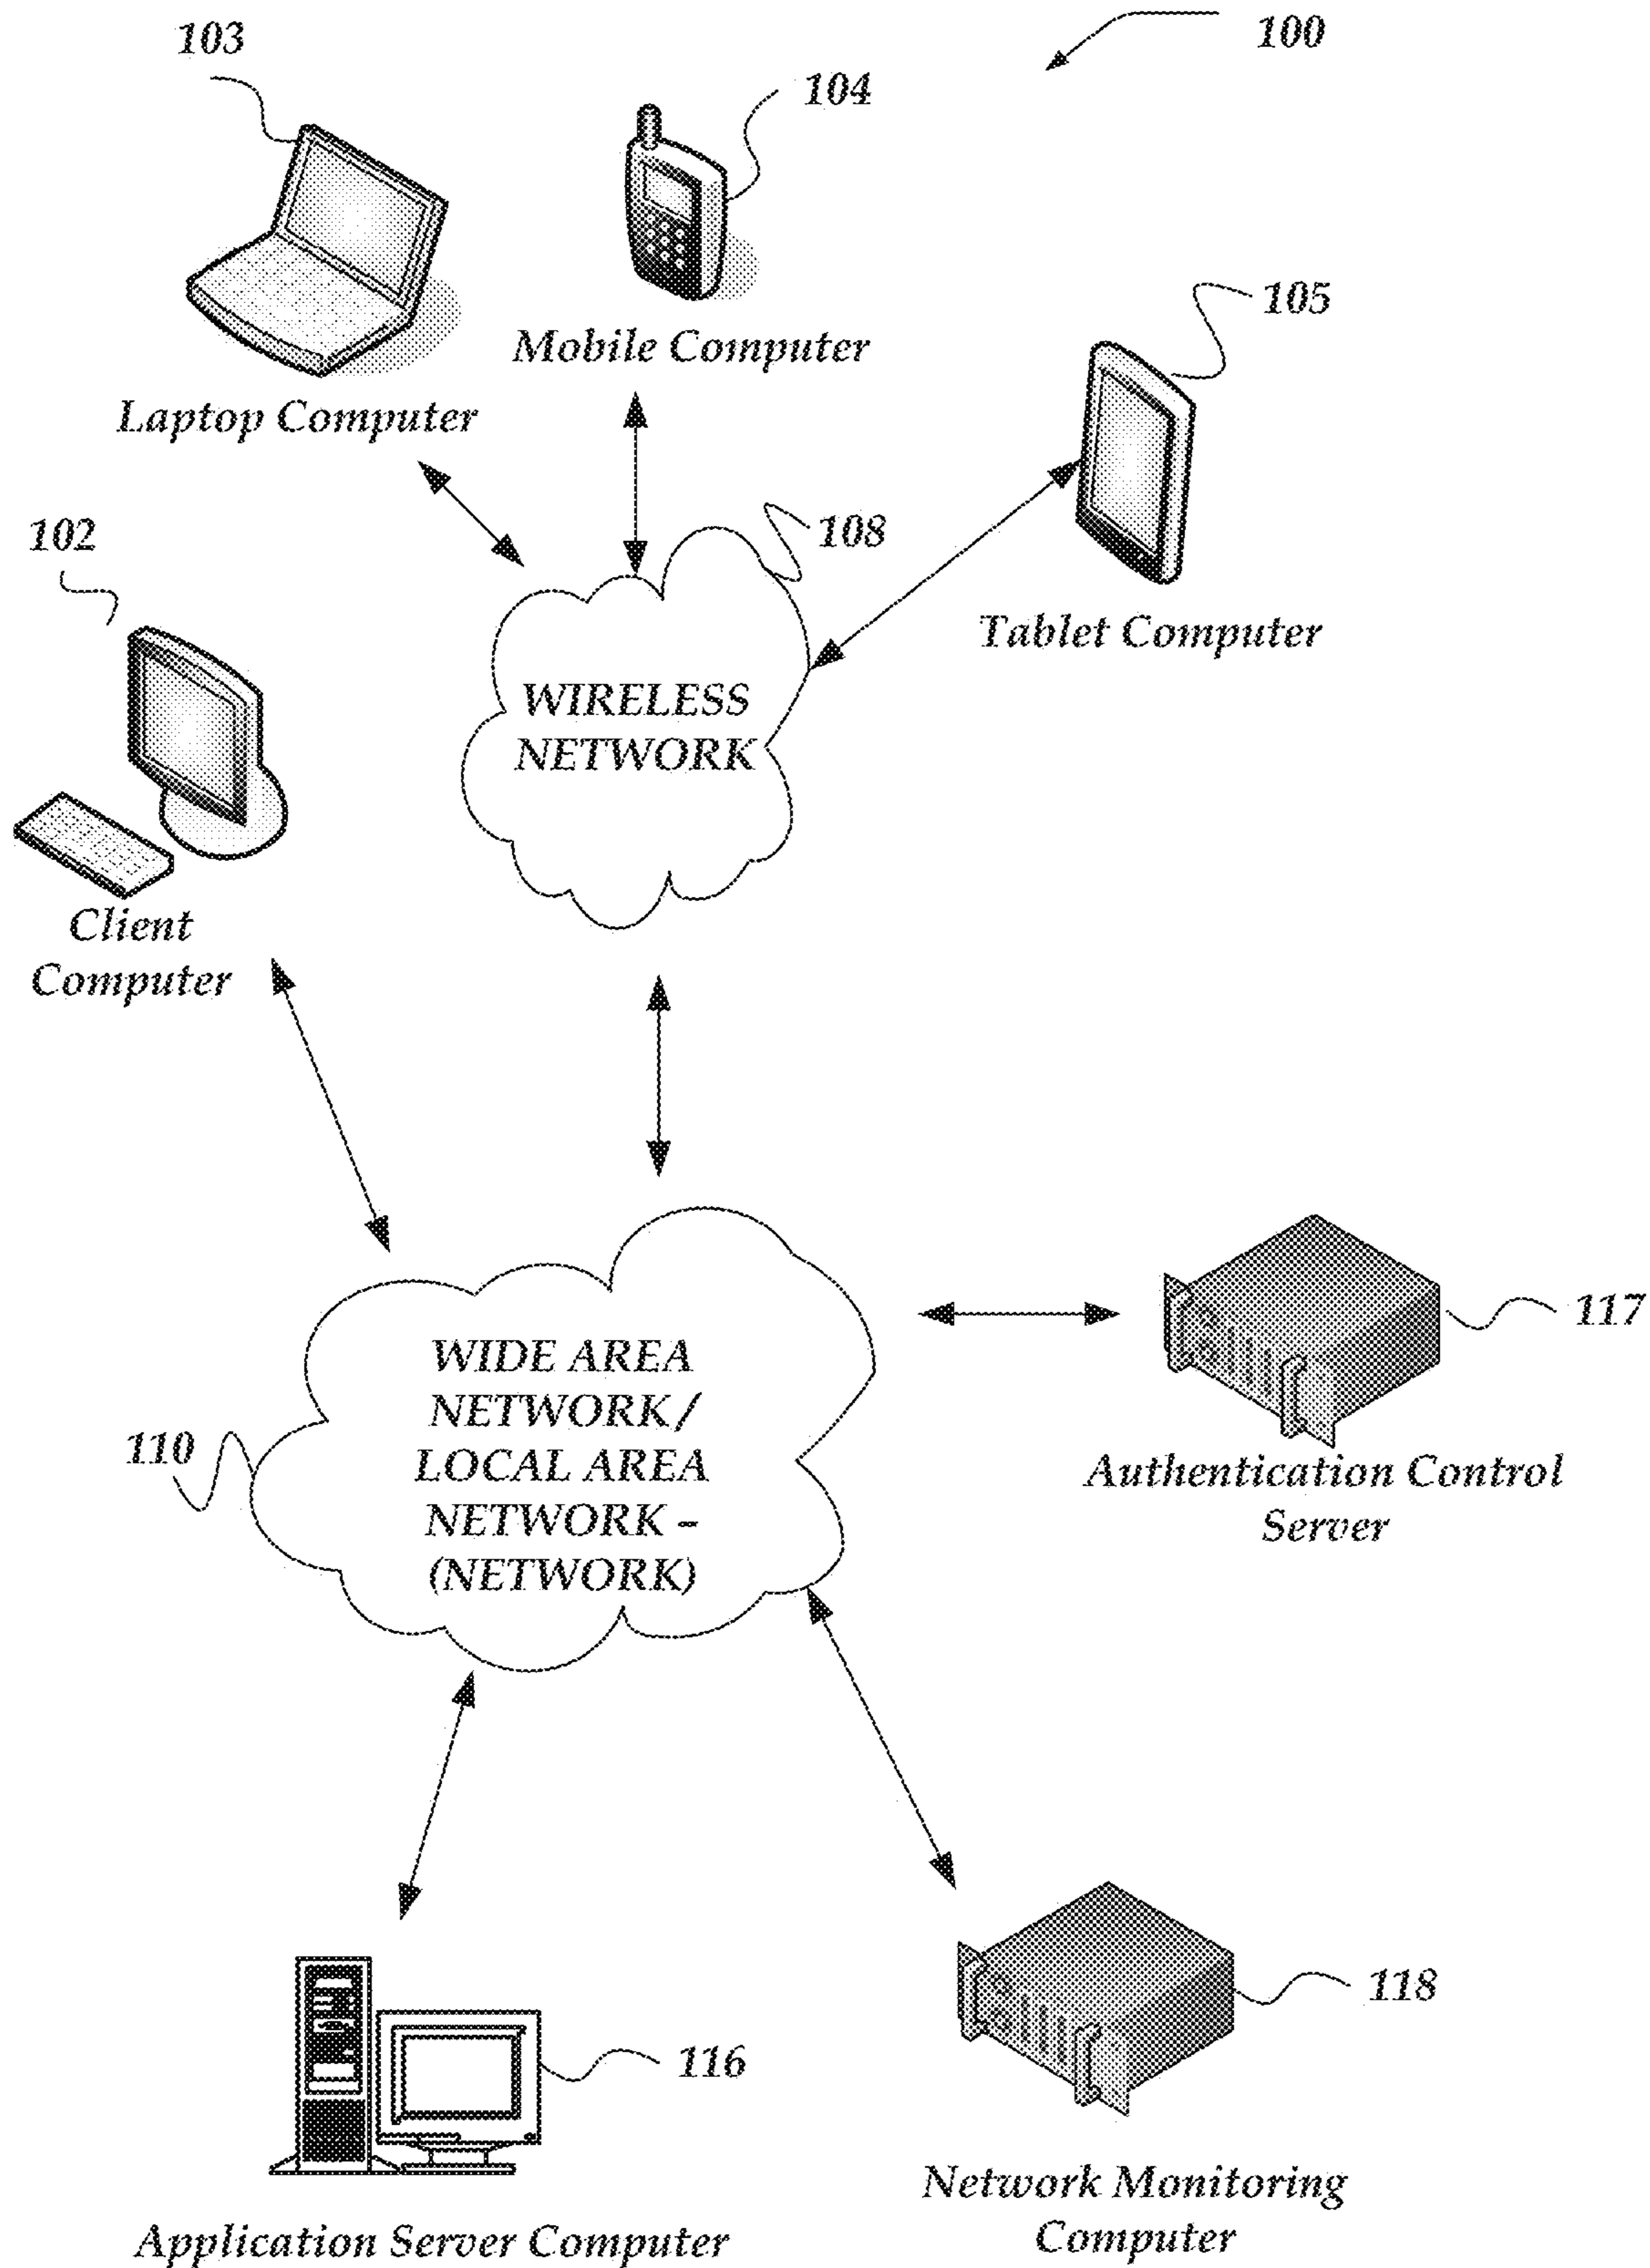 103
100
104
105
Mobile Computer
Laptop Computer
108
102
Tablet Computer
WIRELESS
NETWORK
Client
Computer
117
WIDE AREA
NETWORK/
LOCAL AREA
NETWORK –
(NETWORK)
110
Authentication Control
Server
118
116
Network Monitoring
Computer
Application Server Computer